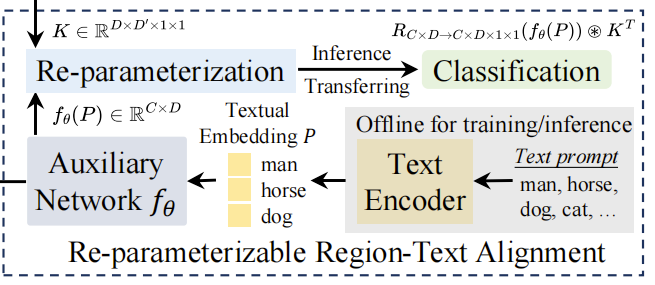 K ∈ ℝ^{D×D′×1×1}
R_{C×D→C×D×1×1}(f_θ(P)) ⊛ K^T
Re-parameterization
Inference
Transferring
Classification
f_θ(P) ∈ ℝ^{C×D}
Textual
Embedding P
Offline for training/inference
Auxiliary
Network f_θ
man
horse
dog
Text
Encoder
Text prompt
man, horse,
dog, cat, ...
Re-parameterizable Region-Text Alignment